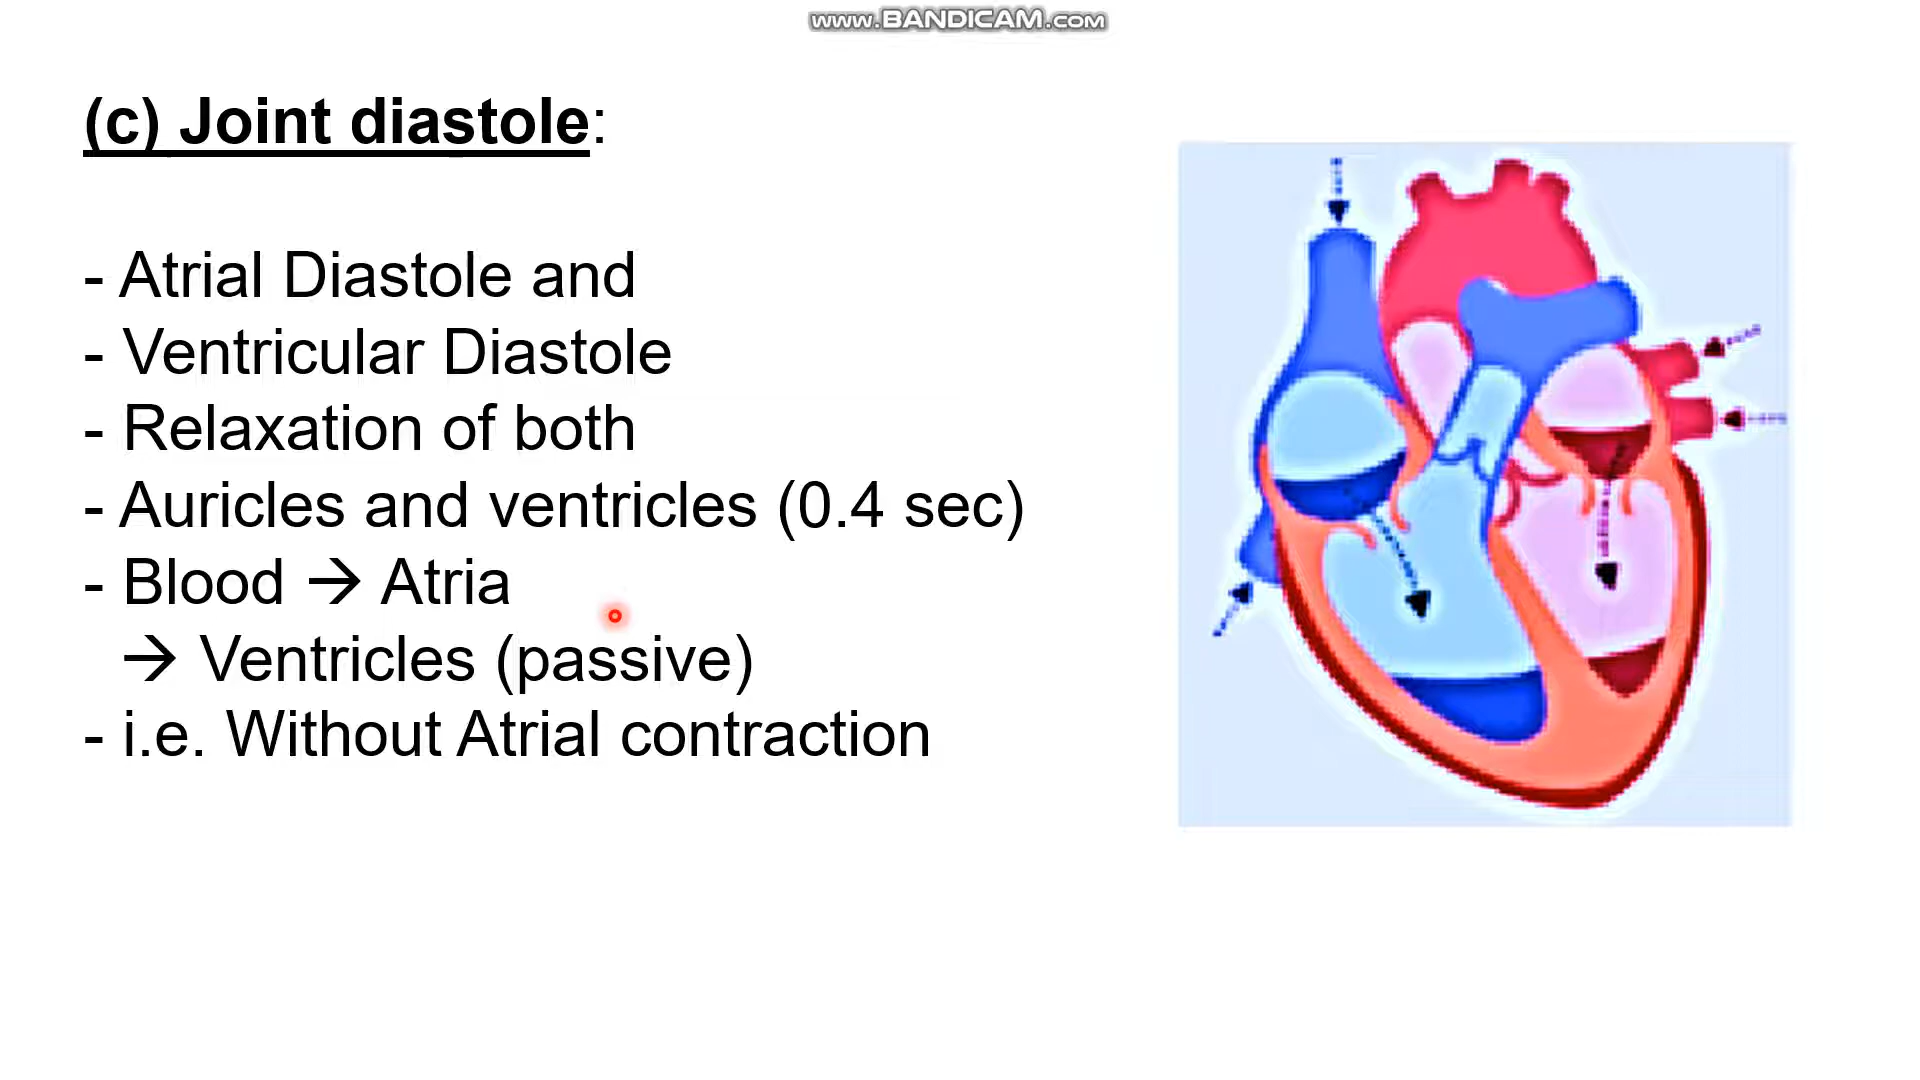 www.BANDICAM.com
(c) Joint diastole:
- Atrial Diastole and
- Ventricular Diastole
- Relaxation of both
- Auricles and ventricles (0.4 sec)
- Blood → Atria
→ Ventricles (passive)
- i.e. Without Atrial contraction